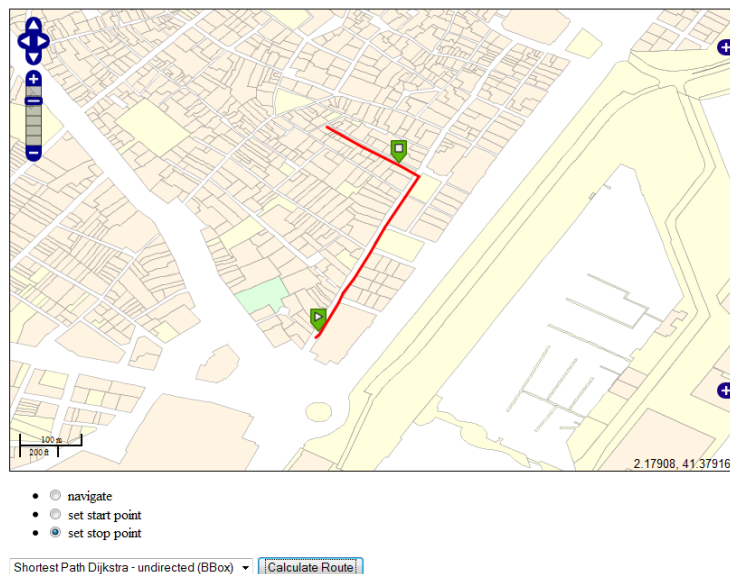 100 m
200 ft
2.17908, 41.37916
navigate
set start point
set stop point
Shortest Path Dijkstra - undirected (BBox)
Calculate Route